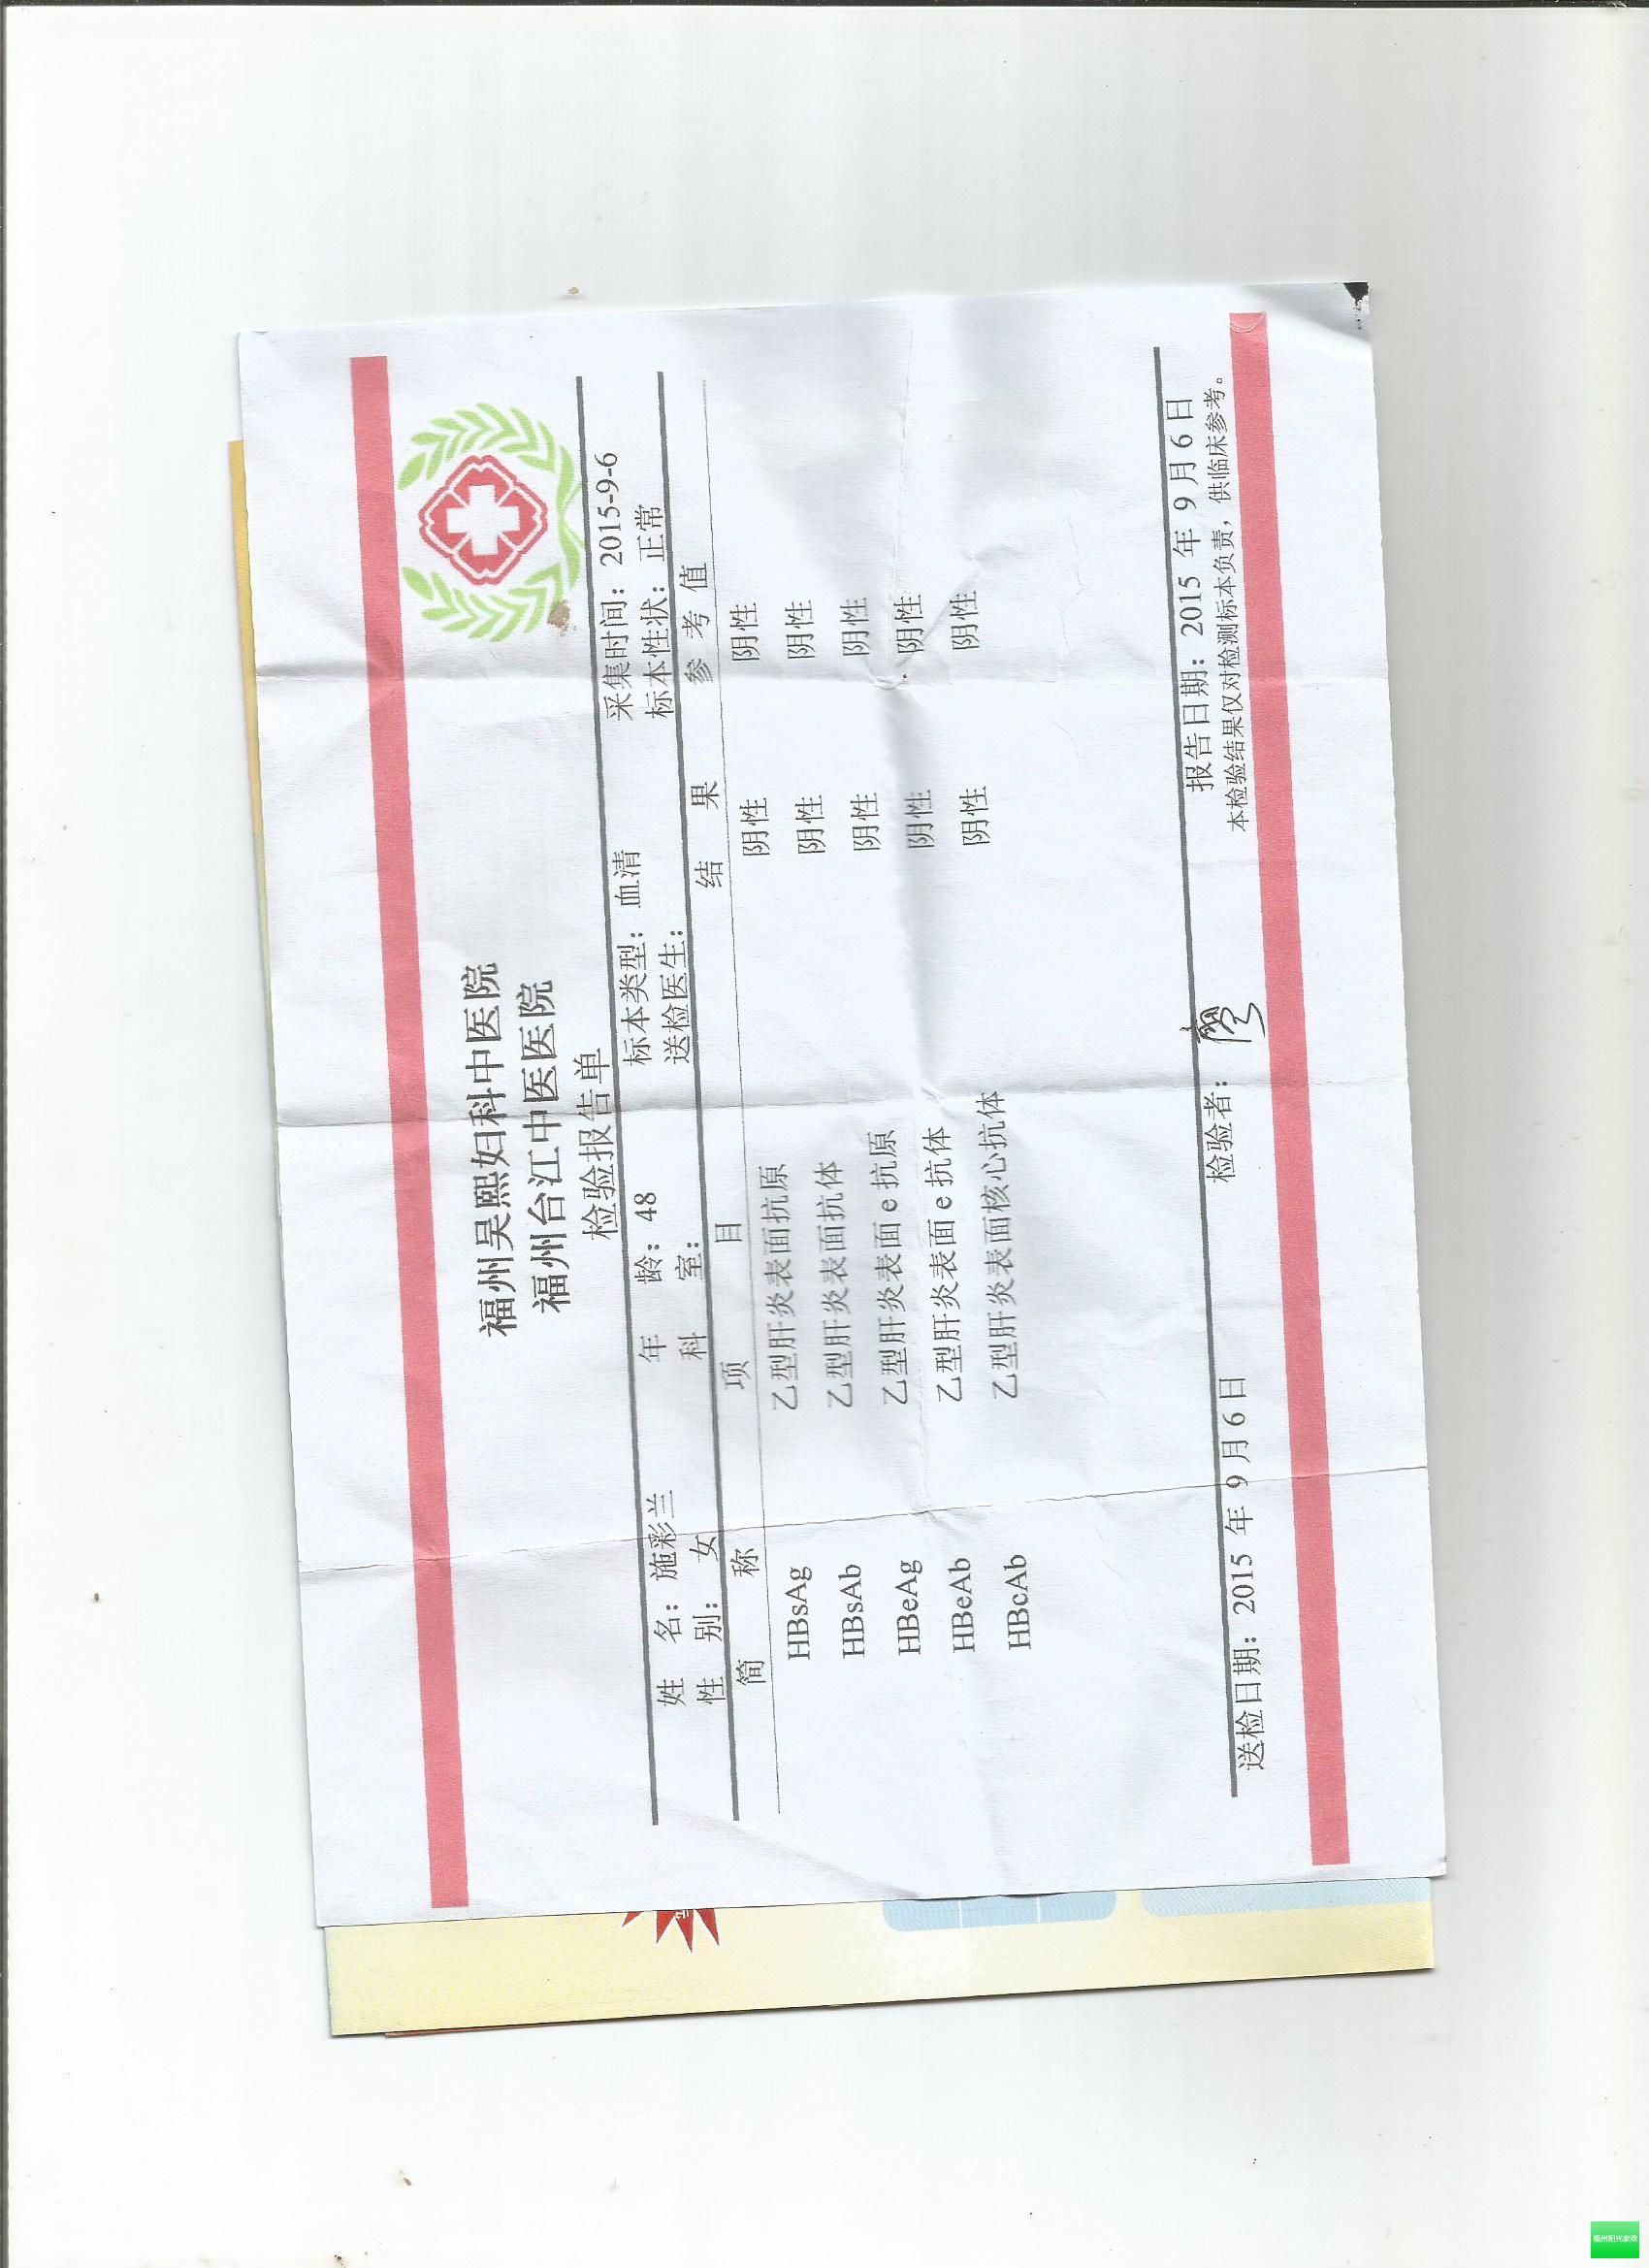 福州吴熙妇科中医院
福州台江中医医院
检验报告单
姓 名：施彩兰 年 龄：48 标本类型：血清 采集时间：2015-9-6
性 别：女 科 室： 送检医生： 标本性状：正常
简 称 项 目 结 果 参 考 值
HBsAg 乙型肝炎表面抗原 阴性 阴性
HBsAb 乙型肝炎表面抗体 阴性 阴性
HBeAg 乙型肝炎表面e抗原 阴性 阴性
HBeAb 乙型肝炎表面e抗体 阴性 阴性
HBcAb 乙型肝炎表面核心抗体 阴性 阴性
送检日期：2015 年 9 月 6 日 检验者： 报告日期：2015 年 9 月 6 日
本检验结果仅对检测标本负责，供临床参考。
元
福州阳光家政